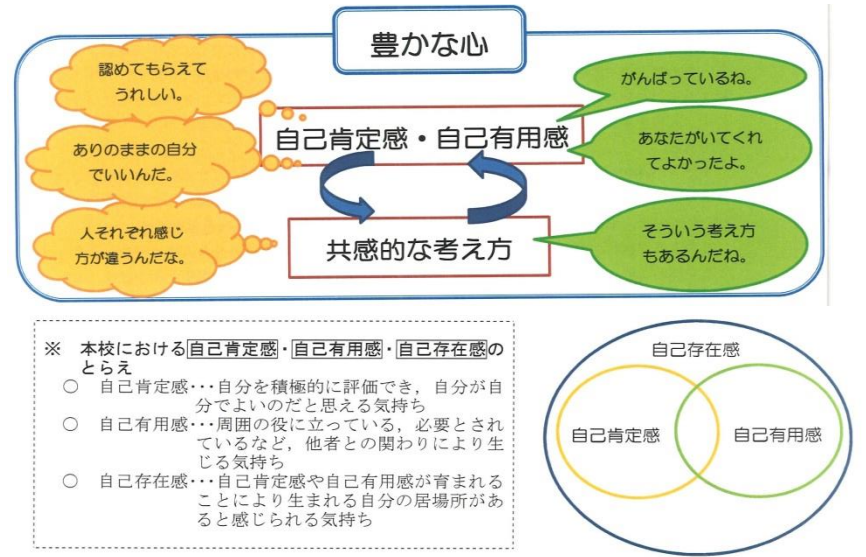 豊かな心
認めてもらえて
うれしい。
ありのままの自分
でいいんだ。
人それぞれ感じ
方が違うんだな。
自己肯定感・自己有用感
共感的な考え方
がんばっているね。
あなたがいてくれ
てよかったよ。
そういう考え方
もあるんだね。
※ 本校における自己肯定感・自己有用感・自己存在感の
とらえ
○ 自己肯定感･･･自分を積極的に評価でき，自分が自
分でよいのだと思える気持ち
○ 自己有用感･･･周囲の役に立っている，必要とされ
ているなど，他者との関わりにより生
じる気持ち
○ 自己存在感･･･自己肯定感や自己有用感が育まれる
ことにより生まれる自分の居場所があ
ると感じられる気持ち
自己存在感
自己肯定感
自己有用感